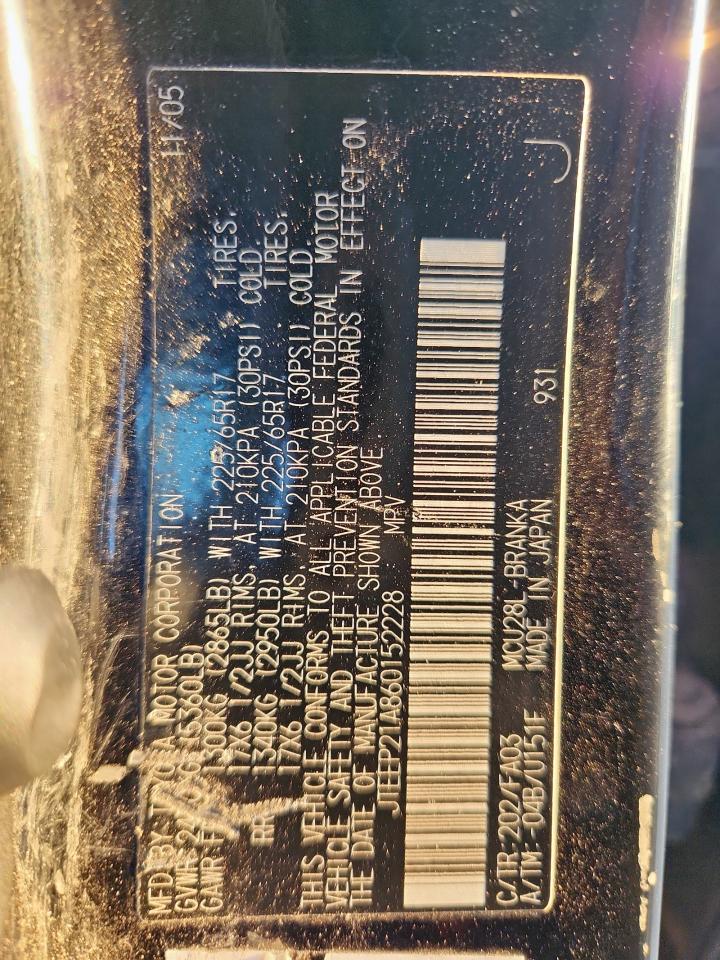 MFD. BY TOYOTA MOTOR CORPORATION 11/05
GVWR (5360LB)
GAWR 1300KG (2865LB) WITH 225/65R17 TIRES.
17X6 1/2JJ RIMS, AT 210KPA (30PSI) COLD.
RR 1340KG (2950LB) WITH 225/65R17 TIRES.
17X6 1/2JJ RIMS, AT 210KPA (30PSI) COLD.
THIS VEHICLE CONFORMS TO ALL APPLICABLE FEDERAL MOTOR
VEHICLE SAFETY AND THEFT PREVENTION STANDARDS IN EFFECT ON
THE DATE OF MANUFACTURE SHOWN ABOVE.
JTEEP21A860152228 MPV
C/TR:202/FA03 MCU28L-BRANKA 931 J
A/TM:-04B/U151F MADE IN JAPAN